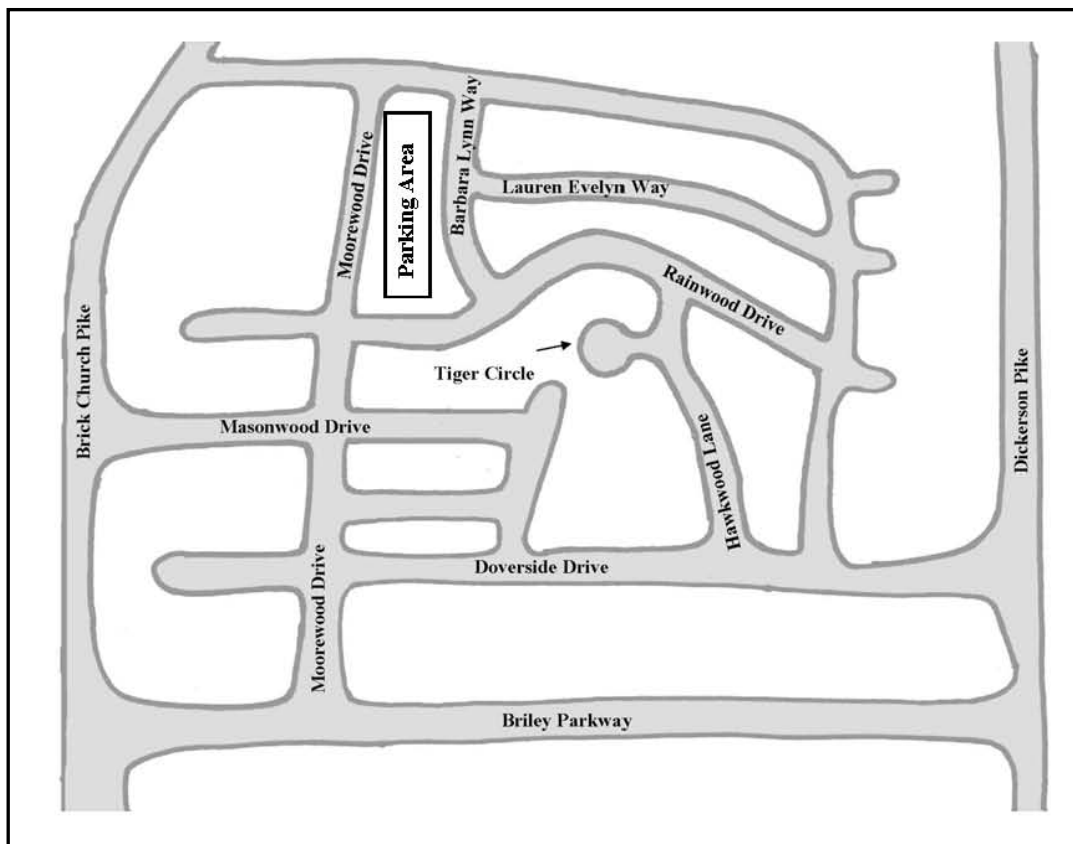 Barbara Lynn Way
Moorewood Drive
Parking Area
Lauren Evelyn Way
Rainwood Drive
Brick Church Pike
Tiger Circle
Dickerson Pike
Masonwood Drive
Hawkwood Lane
Doverside Drive
Moorewood Drive
Briley Parkway